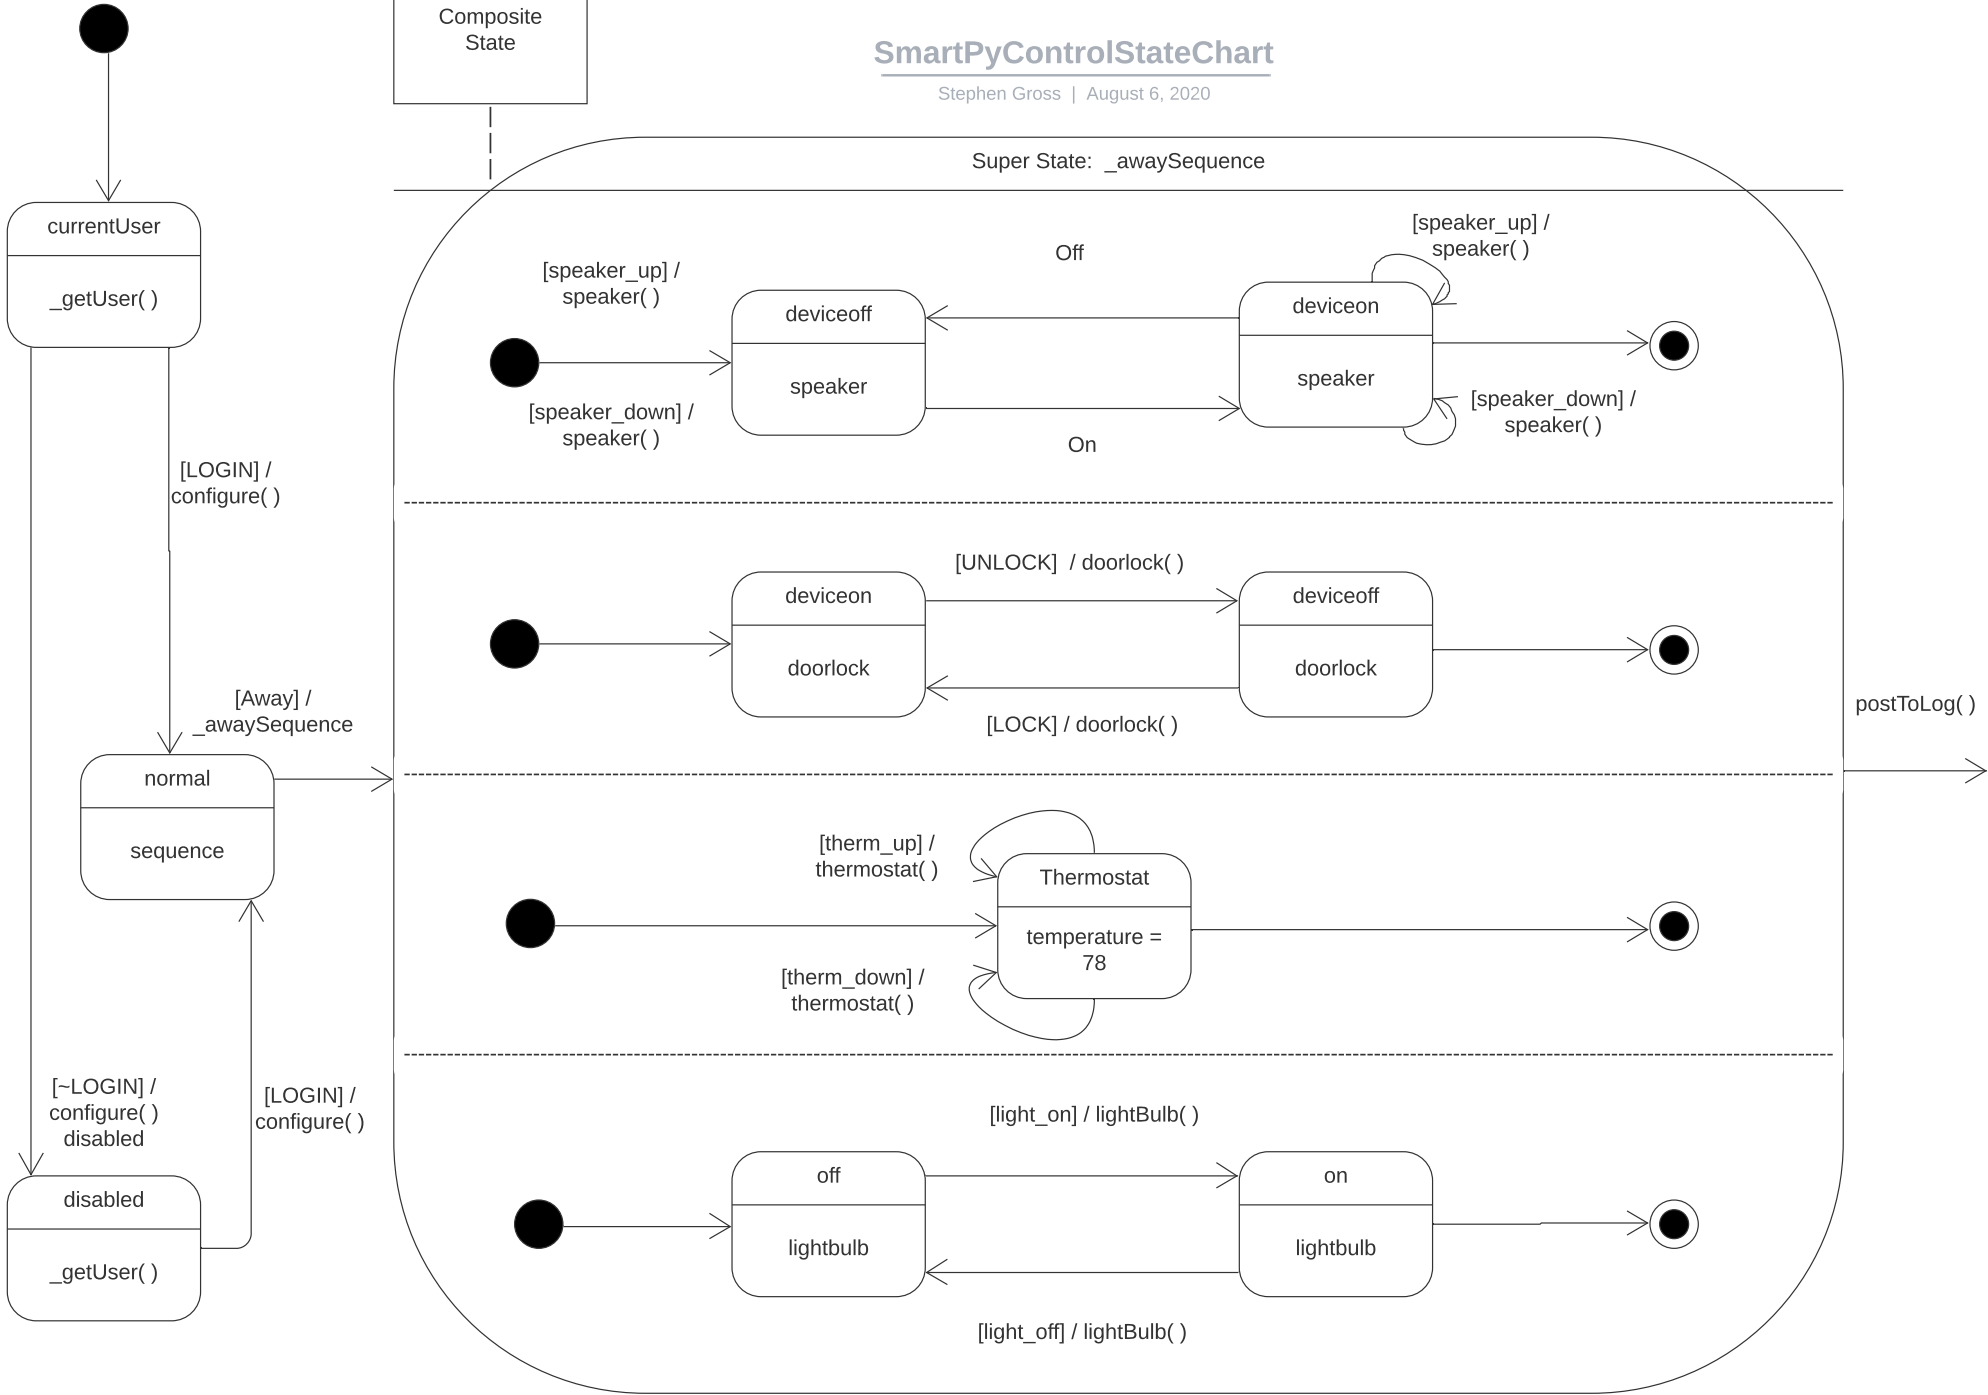 Composite
State
SmartPyControlStateChart
Stephen Gross | August 6, 2020
Super State: _awaySequence
currentUser
_getUser( )
[LOGIN] /
configure( )
[Away] /
_awaySequence
normal
sequence
[~LOGIN] /
configure( )
disabled
[LOGIN] /
configure( )
disabled
_getUser( )
[speaker_up] /
speaker( )
[speaker_down] /
speaker( )
deviceoff
speaker
Off
On
deviceon
speaker
[speaker_up] /
speaker( )
[speaker_down] /
speaker( )
deviceon
doorlock
[UNLOCK] / doorlock( )
[LOCK] / doorlock( )
deviceoff
doorlock
[therm_up] /
thermostat( )
[therm_down] /
thermostat( )
Thermostat
temperature =
78
[light_on] / lightBulb( )
off
lightbulb
on
lightbulb
[light_off] / lightBulb( )
postToLog( )